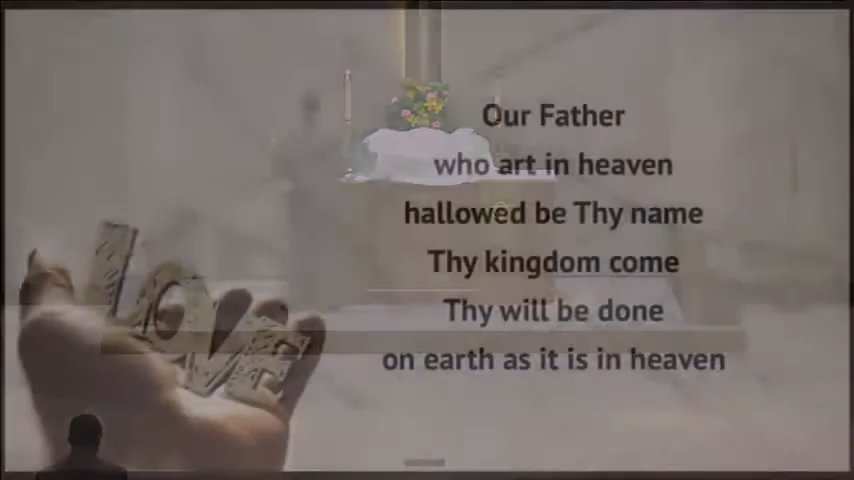 LOVE
Our Father
who art in heaven
hallowed be Thy name
Thy kingdom come
Thy will be done
on earth as it is in heaven